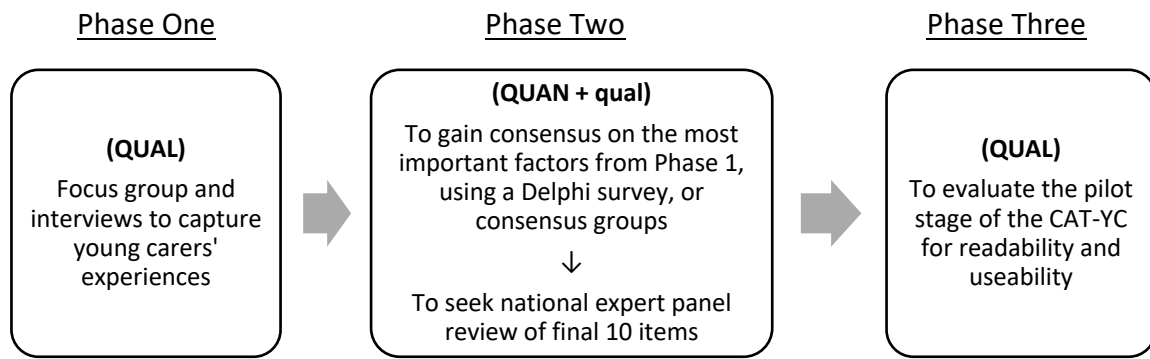 Phase One
(QUAL)
Focus group and
interviews to capture
young carers'
experiences
Phase Two
(QUAN + qual)
To gain consensus on the most
important factors from Phase 1,
using a Delphi survey, or
consensus groups
↓
To seek national expert panel
review of final 10 items
Phase Three
(QUAL)
To evaluate the pilot
stage of the CAT-YC
for readability and
useability